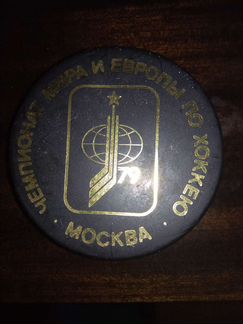 ЧЕМПИОНАТ МИРА И ЕВРОПЫ ПО ХОККЕЮ
79
· МОСКВА ·